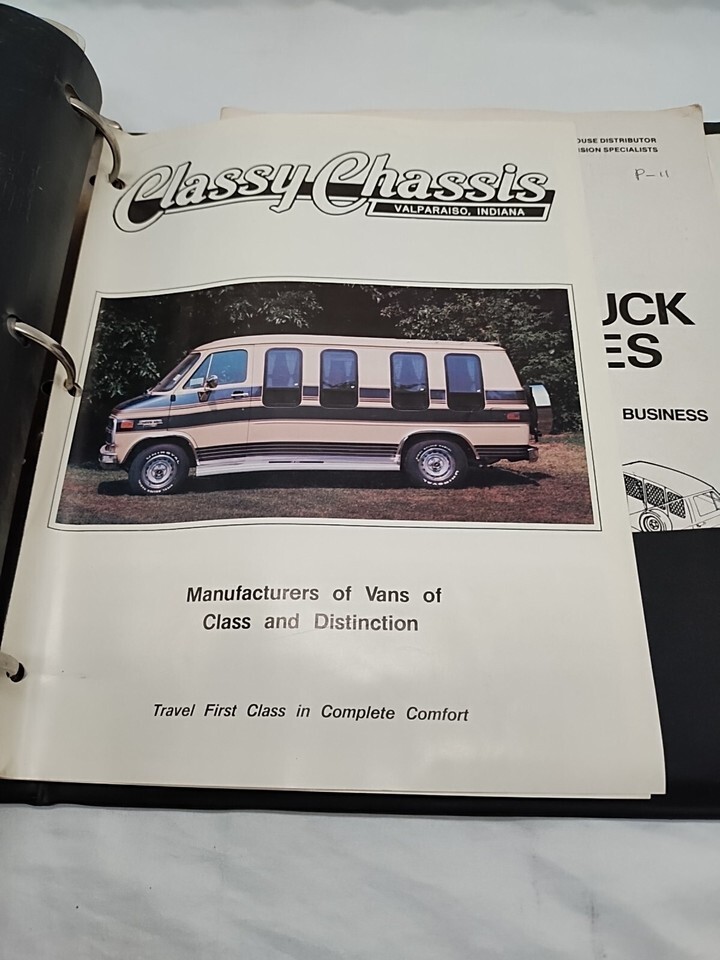 Classy Chassis
VALPARAISO, INDIANA
Manufacturers of Vans of
Class and Distinction
Travel First Class in Complete Comfort
OUSE DISTRIBUTOR
ISION SPECIALISTS
P-11
UCK
ES
BUSINESS